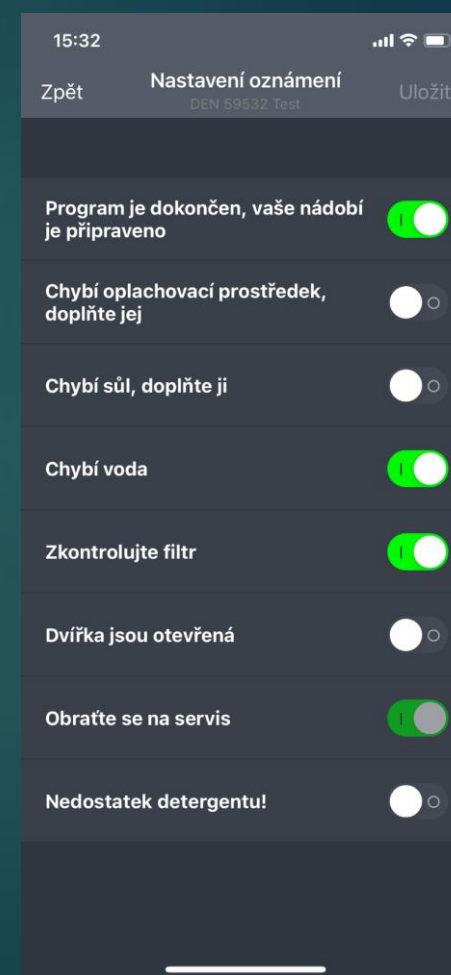 15:32
Zpět
Nastavení oznámení
Uložit
DEN 59532 Test
Program je dokončen, vaše nádobí
je připraveno
Chybí oplachovací prostředek,
doplňte jej
Chybí sůl, doplňte ji
Chybí voda
Zkontrolujte filtr
Dvířka jsou otevřená
Obraťte se na servis
Nedostatek detergentu!